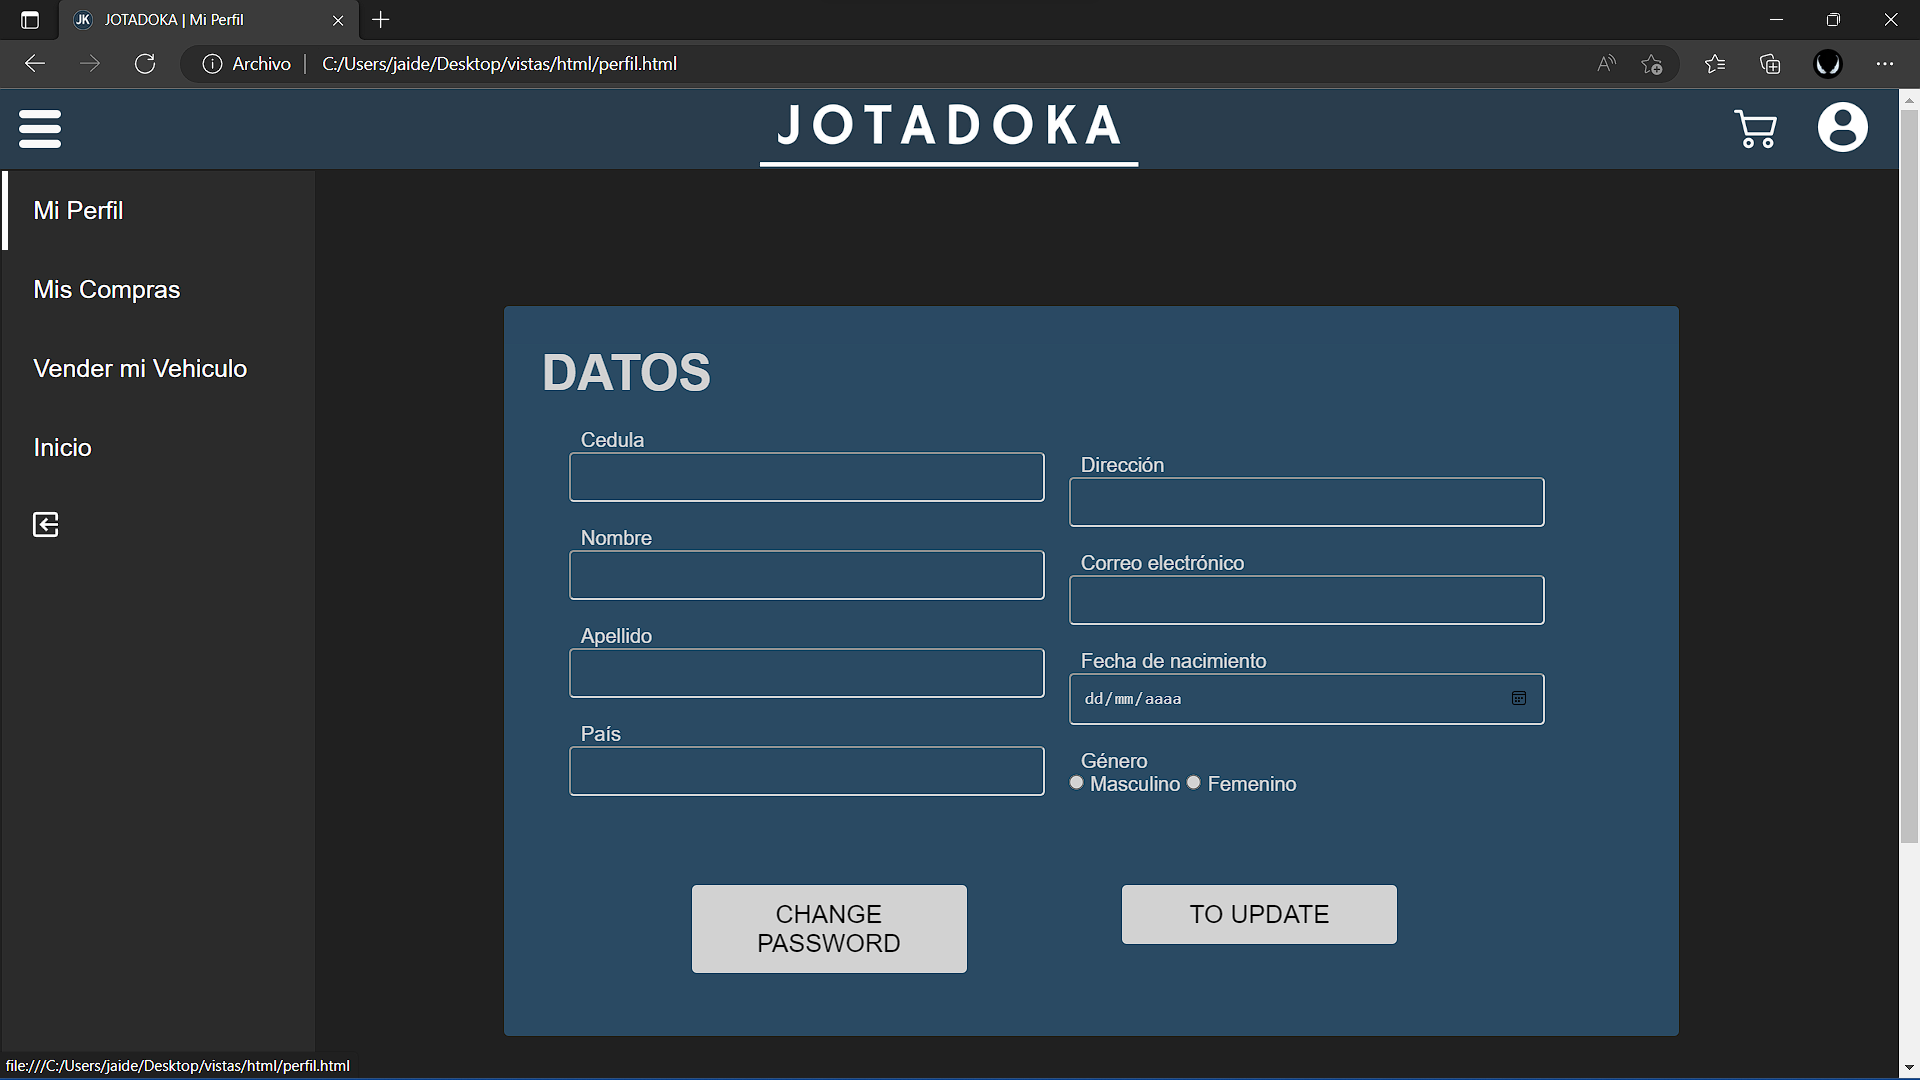 JK JOTADOKA | Mi Perfil
Archivo C:/Users/jaide/Desktop/vistas/html/perfil.html
JOTADOKA
Mi Perfil
Mis Compras
Vender mi Vehiculo
Inicio
DATOS
Cedula
Nombre
Apellido
País
Dirección
Correo electrónico
Fecha de nacimiento
dd/mm/aaaa
Género
Masculino Femenino
CHANGE
PASSWORD
TO UPDATE
file:///C:/Users/jaide/Desktop/vistas/html/perfil.html